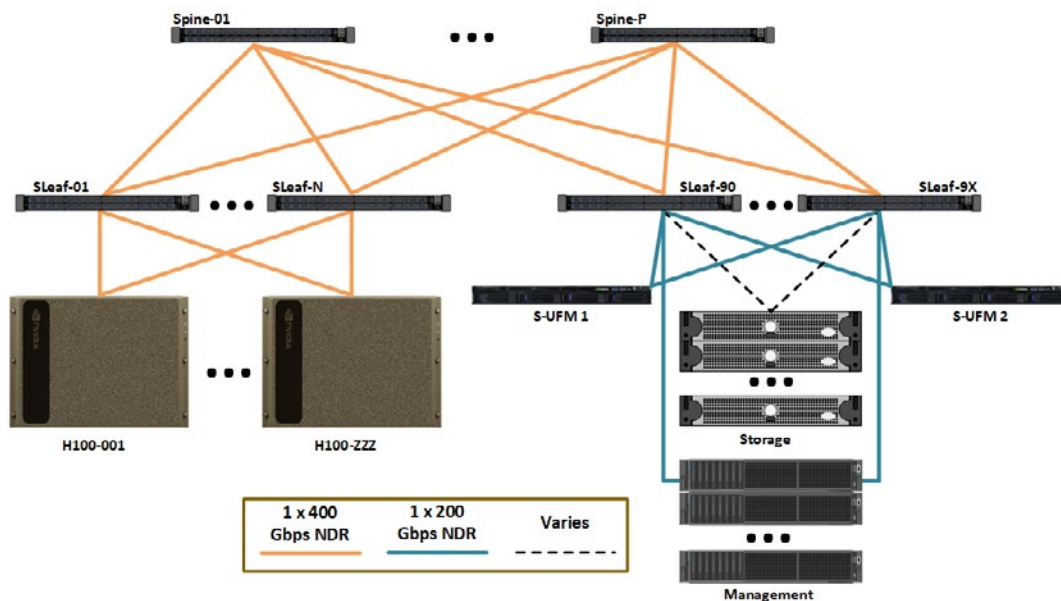 Spine-01
Spine-P
SLeaf-01
SLeaf-N
SLeaf-90
SLeaf-9X
S-UFM 1
S-UFM 2
H100-001
H100-ZZZ
Storage
1 x 400
Gbps NDR
1 x 200
Gbps NDR
Varies
Management